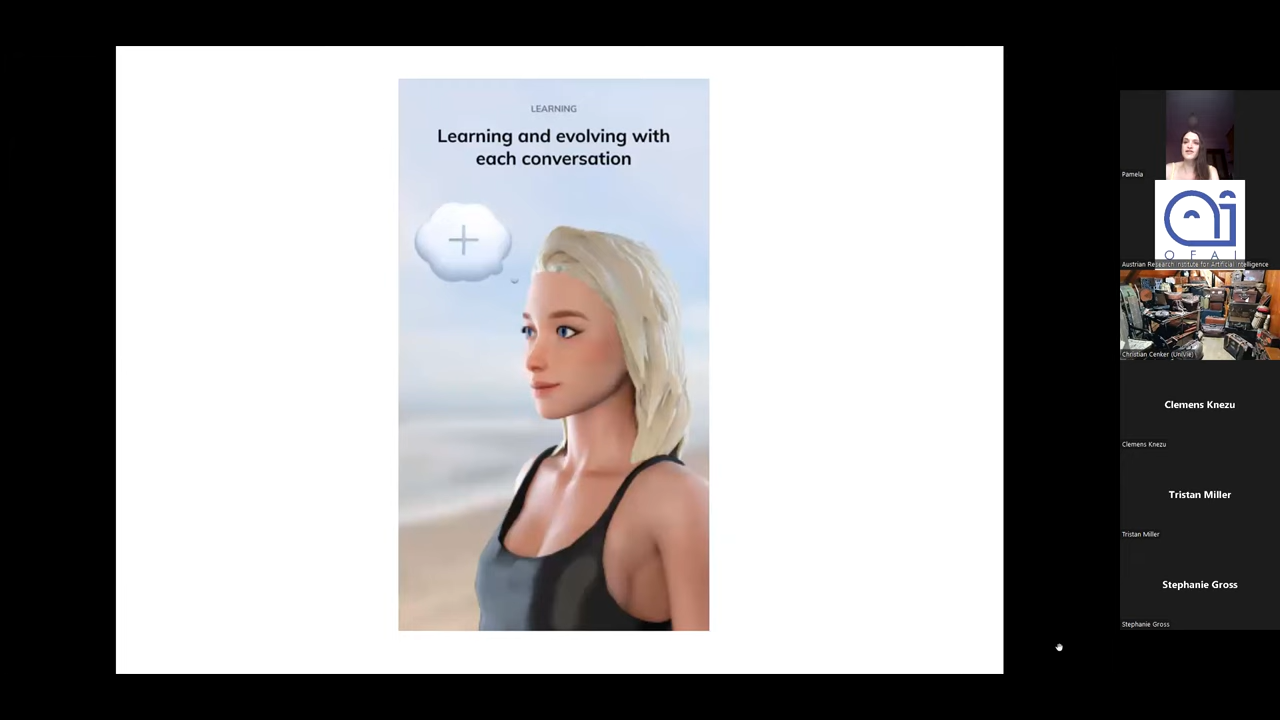 LEARNING
Learning and evolving with
each conversation
Pamela
OFAI
Austrian Research Institute for Artificial Intelligence
Christian Cenker (UniVie)
Clemens Knezu
Clemens Knezu
Tristan Miller
Tristan Miller
Stephanie Gross
Stephanie Gross